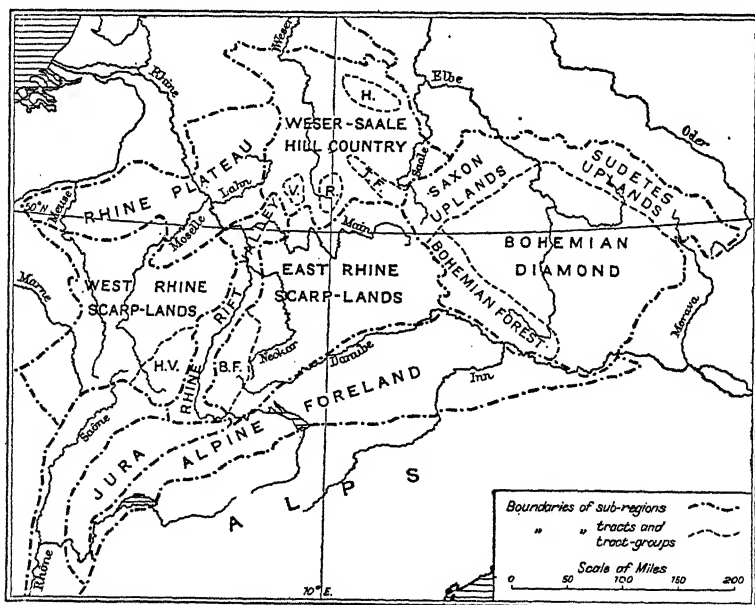 Weser
Rhine
Elbe
H.
WESER-SAALE
HILL COUNTRY
Oder
RHINE PLATEAU
Lahn
Saale
SAXON
UPLANDS
SUDETES
UPLANDS
T.F.
V.
R.
50°N
Meuse
Moselle
Main
WEST RHINE
SCARP-LANDS
RHINE RIFT VALLEY
EAST RHINE
SCARP-LANDS
BOHEMIAN
DIAMOND
BOHEMIAN FOREST
Marne
Morava
H.V.
B.F.
Neckar
Danube
Inn
Saône
JURA
ALPINE FORELAND
ALPS
Rhône
10° E.
Boundaries of sub-regions
„ „ tracts and
tract-groups
Scale of Miles
0 50 100 150 200